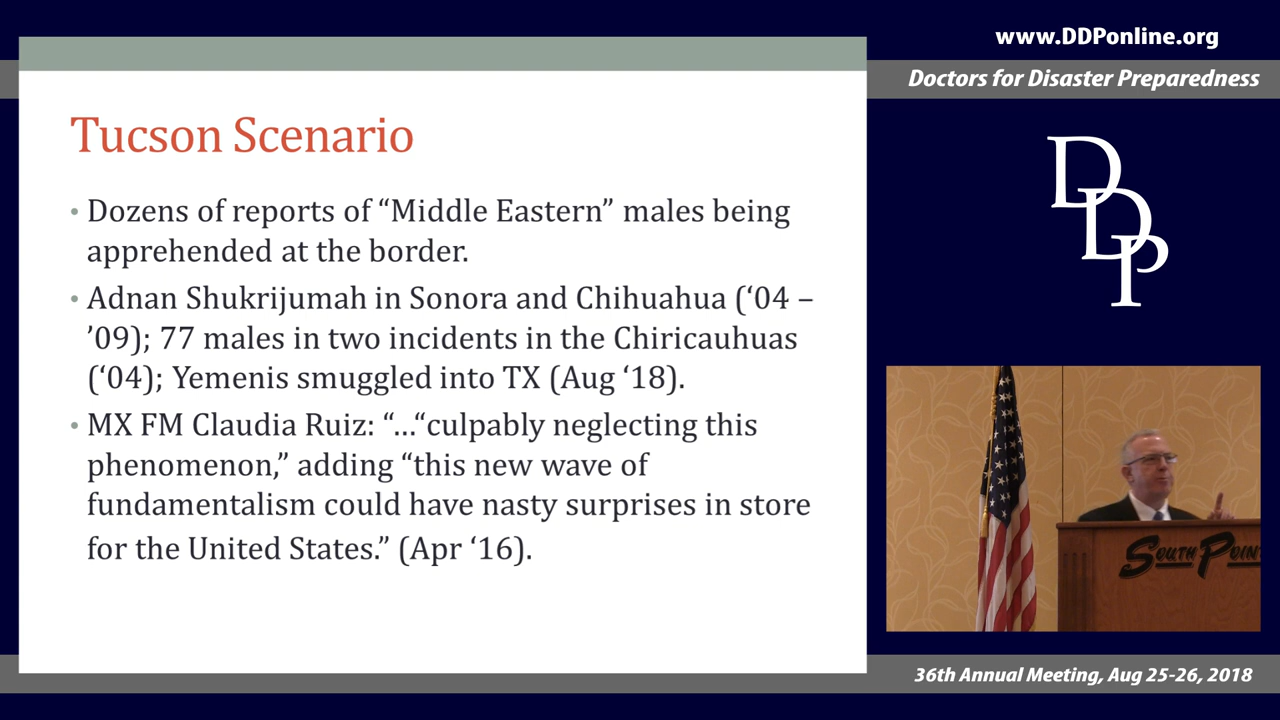 www.DDPonline.org
Doctors for Disaster Preparedness
Tucson Scenario
• Dozens of reports of “Middle Eastern” males being
apprehended at the border.
• Adnan Shukrijumah in Sonora and Chihuahua (‘04 –
’09); 77 males in two incidents in the Chiricauhuas
(‘04); Yemenis smuggled into TX (Aug ‘18).
• MX FM Claudia Ruiz: “…“culpably neglecting this
phenomenon,” adding “this new wave of
fundamentalism could have nasty surprises in store
for the United States.” (Apr ‘16).
DDP
SOUTH POIN
36th Annual Meeting, Aug 25-26, 2018